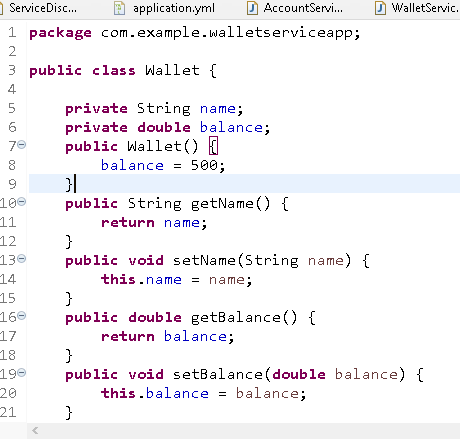 ServiceDisc... application.yml AccountServi... WalletServic.
1 package com.example.walletserviceapp;
2
3 public class Wallet {
4
5     private String name;
6     private double balance;
7     public Wallet() {
8         balance = 500;
9     }
10     public String getName() {
11         return name;
12     }
13     public void setName(String name) {
14         this.name = name;
15     }
16     public double getBalance() {
17         return balance;
18     }
19     public void setBalance(double balance) {
20         this.balance = balance;
21     }